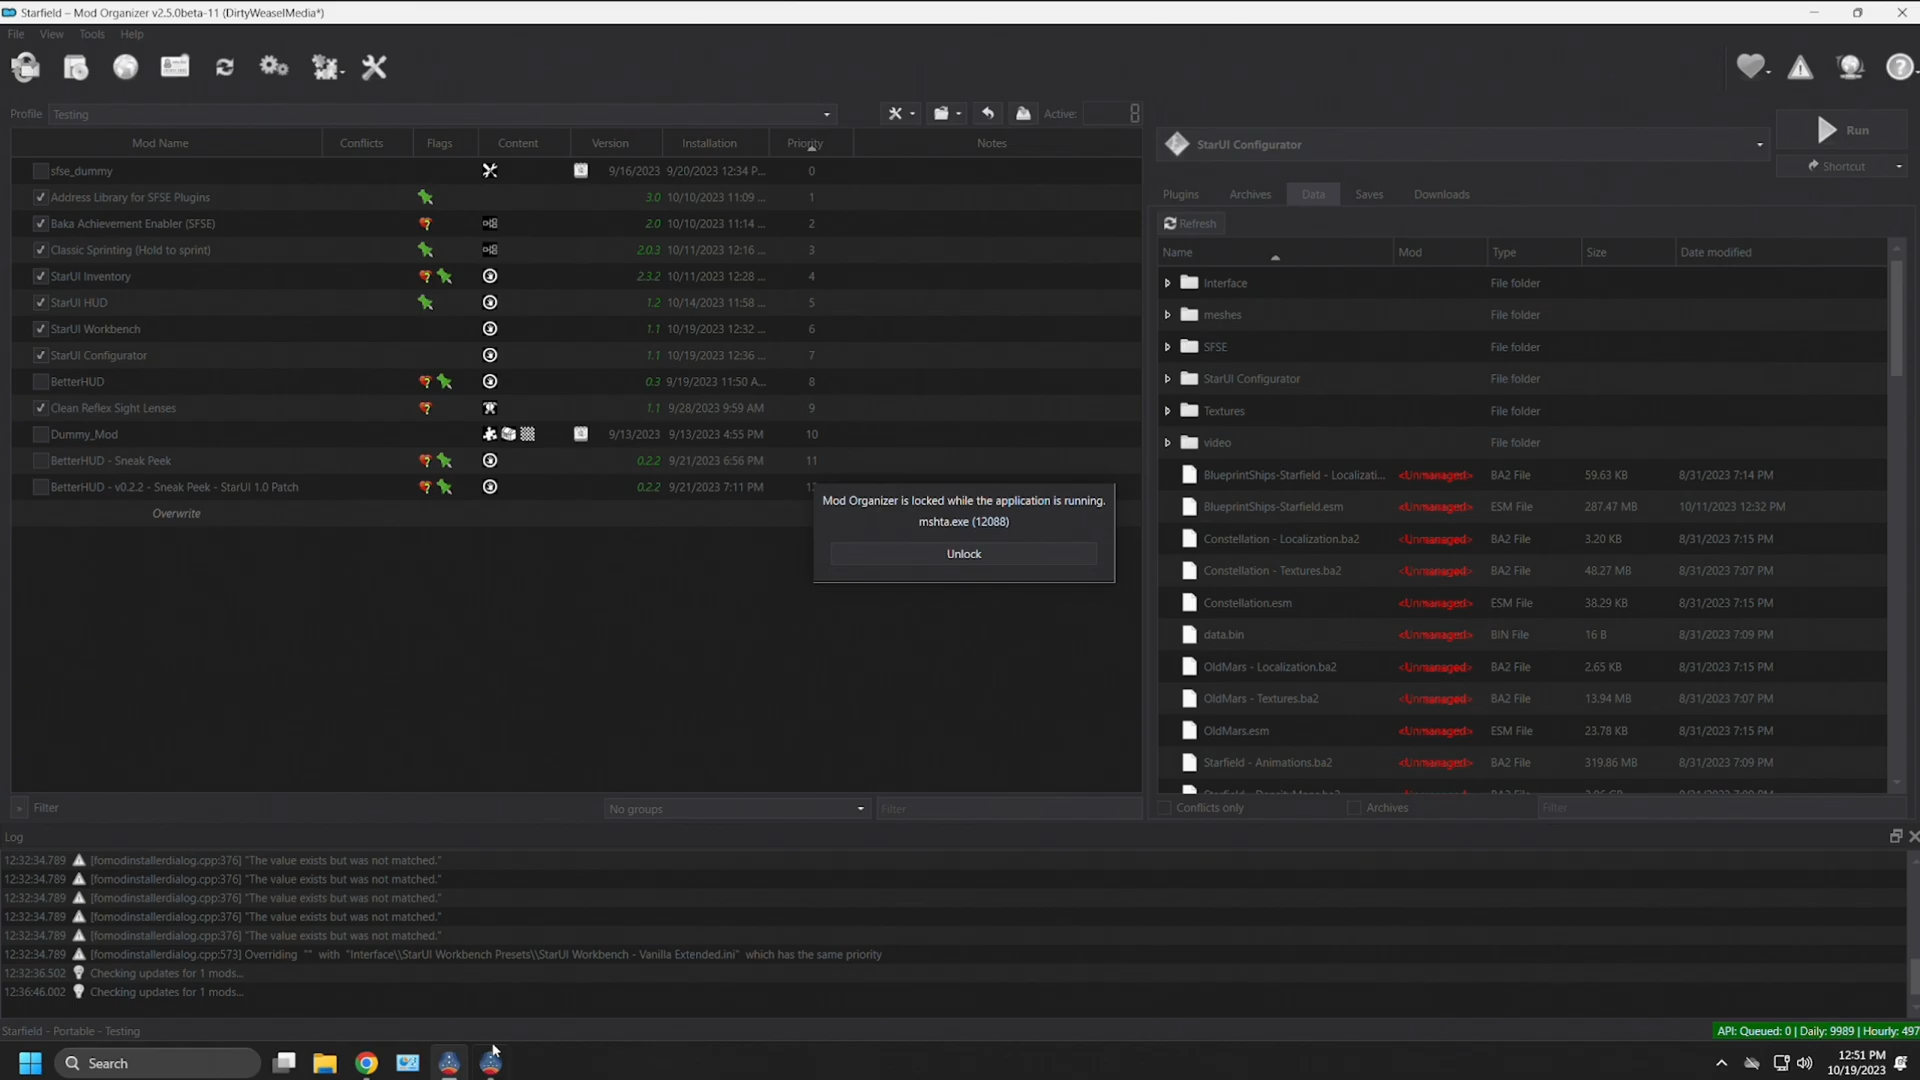 Starfield – Mod Organizer v2.5.0beta-11 (DirtyWeaselMedia*)
File View Tools Help
Profile Testing Active:
Mod Name Conflicts Flags Content Version Installation Priority Notes
sfse_dummy 9/16/2023 9/20/2023 12:34 P... 0
Address Library for SFSE Plugins 3.0 10/10/2023 11:09 ... 1
Baka Achievement Enabler (SFSE) 2.0 10/10/2023 11:14 ... 2
Classic Sprinting (Hold to sprint) 2.0.3 10/11/2023 12:16 ... 3
StarUI Inventory 2.3.2 10/11/2023 12:28 ... 4
StarUI HUD 1.2 10/14/2023 11:58 ... 5
StarUI Workbench 1.1 10/19/2023 12:32 ... 6
StarUI Configurator 1.1 10/19/2023 12:36 ... 7
BetterHUD 0.3 9/19/2023 11:50 A... 8
Clean Reflex Sight Lenses 1.1 9/28/2023 9:59 AM 9
Dummy_Mod 9/13/2023 9/13/2023 4:55 PM 10
BetterHUD - Sneak Peek 0.2.2 9/21/2023 6:56 PM 11
BetterHUD - v0.2.2 - Sneak Peek - StarUI 1.0 Patch 0.2.2 9/21/2023 7:11 PM
Overwrite
Mod Organizer is locked while the application is running.
mshta.exe (12088)
Unlock
StarUI Configurator
Run
Shortcut
Plugins Archives Data Saves Downloads
Refresh
Name Mod Type Size Date modified
Interface File folder
meshes File folder
SFSE File folder
StarUI Configurator File folder
Textures File folder
video File folder
BlueprintShips-Starfield - Localizati... <Unmanaged> BA2 File 59.63 KB 8/31/2023 7:14 PM
BlueprintShips-Starfield.esm <Unmanaged> ESM File 287.47 MB 10/11/2023 12:32 PM
Constellation - Localization.ba2 <Unmanaged> BA2 File 3.20 KB 8/31/2023 7:15 PM
Constellation - Textures.ba2 <Unmanaged> BA2 File 48.27 MB 8/31/2023 7:07 PM
Constellation.esm <Unmanaged> ESM File 38.29 KB 8/31/2023 7:15 PM
data.bin <Unmanaged> BIN File 16 B 8/31/2023 7:09 PM
OldMars - Localization.ba2 <Unmanaged> BA2 File 2.65 KB 8/31/2023 7:15 PM
OldMars - Textures.ba2 <Unmanaged> BA2 File 13.94 MB 8/31/2023 7:07 PM
OldMars.esm <Unmanaged> ESM File 23.78 KB 8/31/2023 7:15 PM
Starfield - Animations.ba2 <Unmanaged> BA2 File 319.86 MB 8/31/2023 7:09 PM
> Filter No groups Filter
Conflicts only Archives Filter
Log
12:32:34.789 [fomodinstallerdialog.cpp:376] "The value exists but was not matched."
12:32:34.789 [fomodinstallerdialog.cpp:376] "The value exists but was not matched."
12:32:34.789 [fomodinstallerdialog.cpp:376] "The value exists but was not matched."
12:32:34.789 [fomodinstallerdialog.cpp:376] "The value exists but was not matched."
12:32:34.789 [fomodinstallerdialog.cpp:376] "The value exists but was not matched."
12:32:34.789 [fomodinstallerdialog.cpp:573] Overriding "" with "Interface\\StarUI Workbench Presets\\StarUI Workbench - Vanilla Extended.ini" which has the same priority
12:32:36.502 Checking updates for 1 mods...
12:36:46.002 Checking updates for 1 mods...
Starfield - Portable - Testing
API: Queued: 0 | Daily: 9989 | Hourly: 497
Search
12:51 PM
10/19/2023